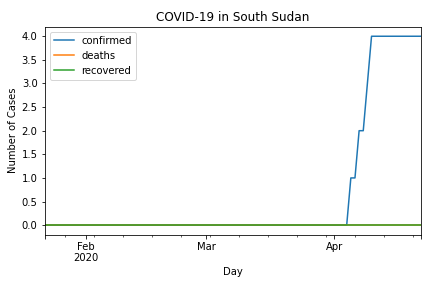 COVID-19 in South Sudan
confirmed
deaths
recovered
4.0
3.5
3.0
2.5
2.0
1.5
1.0
0.5
0.0
Number of Cases
Feb
2020
Mar
Apr
Day